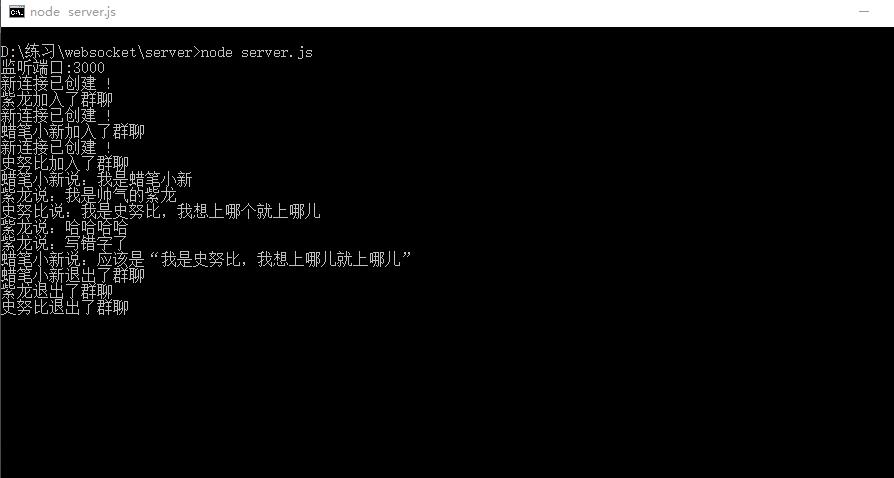 node server.js
D:\练习\websocket\server>node server.js
监听端口:3000
新连接已创建 !
紫龙加入了群聊
新连接已创建 !
蜡笔小新加入了群聊
新连接已创建 !
史努比加入了群聊
蜡笔小新说：我是蜡笔小新
紫龙说：我是帅气的紫龙
史努比说：我是史努比，我想上哪个就上哪儿
紫龙说：哈哈哈哈
紫龙说：写错字了
蜡笔小新说：应该是“我是史努比，我想上哪儿就上哪儿”
蜡笔小新退出了群聊
紫龙退出了群聊
史努比退出了群聊